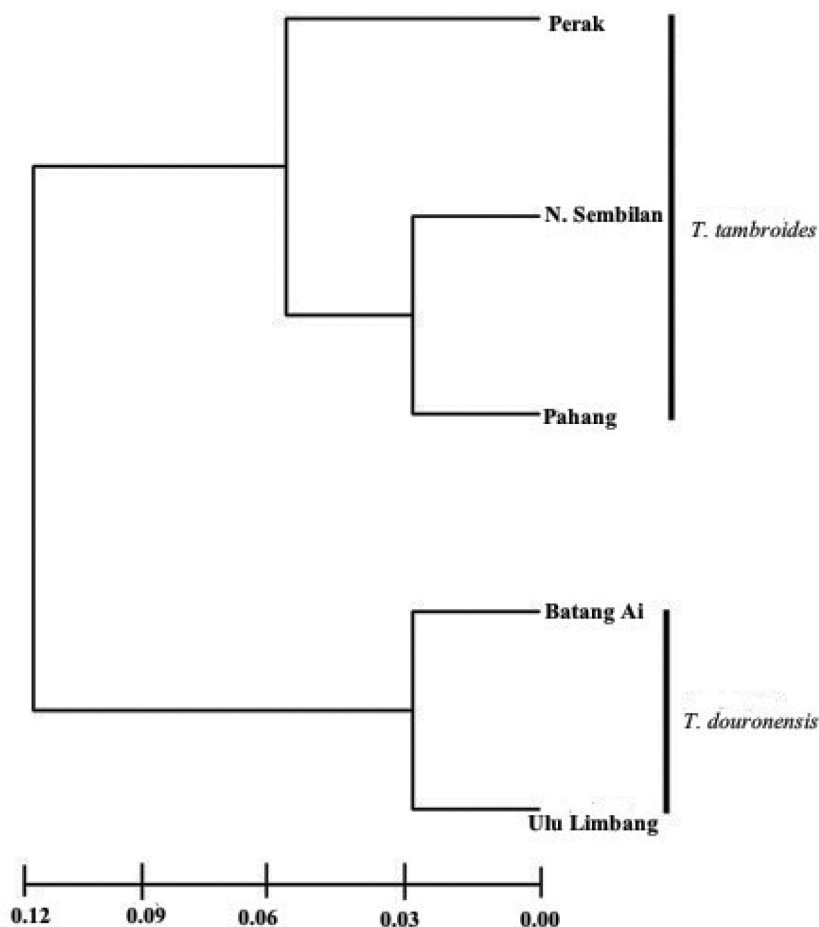 Perak
N. Sembilan
T. tambroides
Pahang
Batang Ai
T. douronensis
Ulu Limbang
0.12 0.09 0.06 0.03 0.00